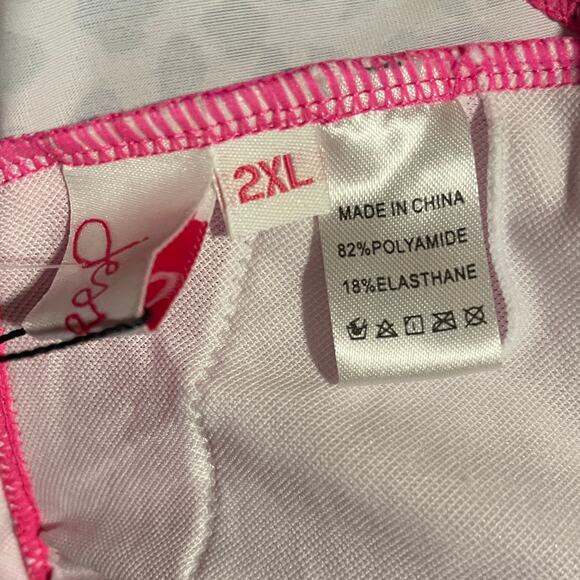 2XL
MADE IN CHINA
82%POLYAMIDE
18%ELASTHANE